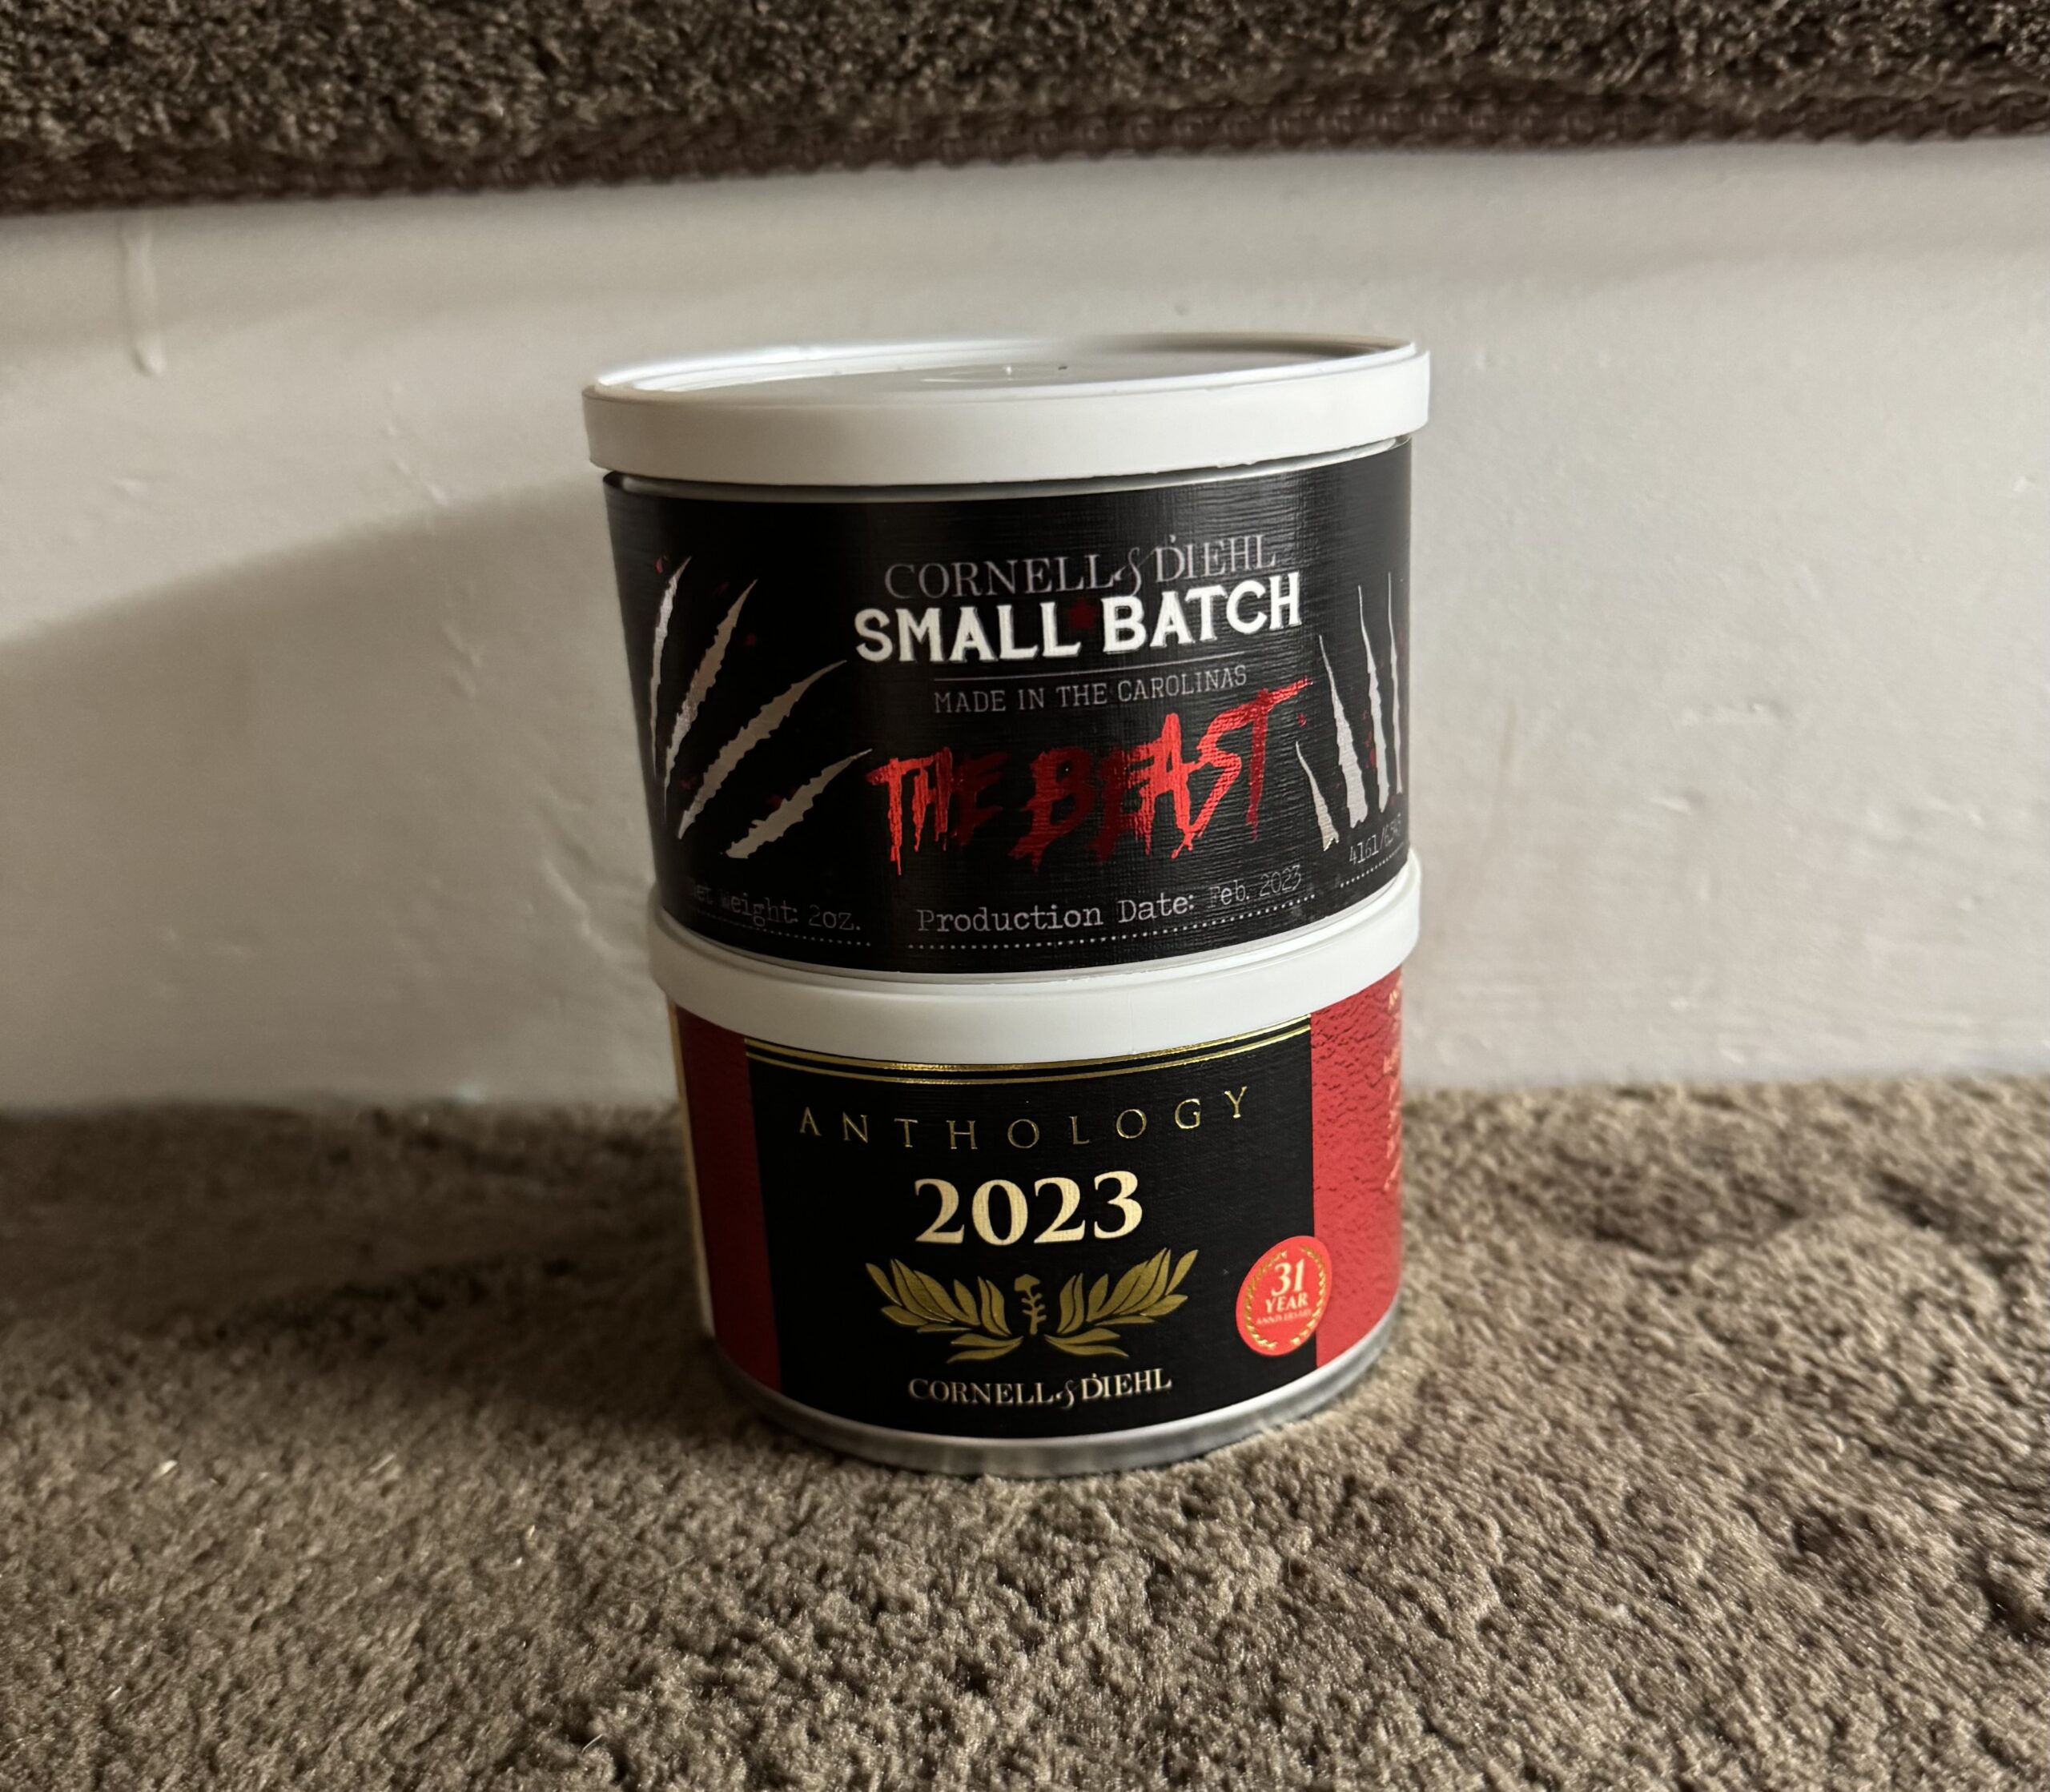 CORNELL & DIEHL
SMALL BATCH
MADE IN THE CAROLINAS
THE BEAST
Net Weight: 2oz.
Production Date: Feb. 2023
ANTHOLOGY
2023
31
YEAR
ANNIVERSARY
CORNELL & DIEHL